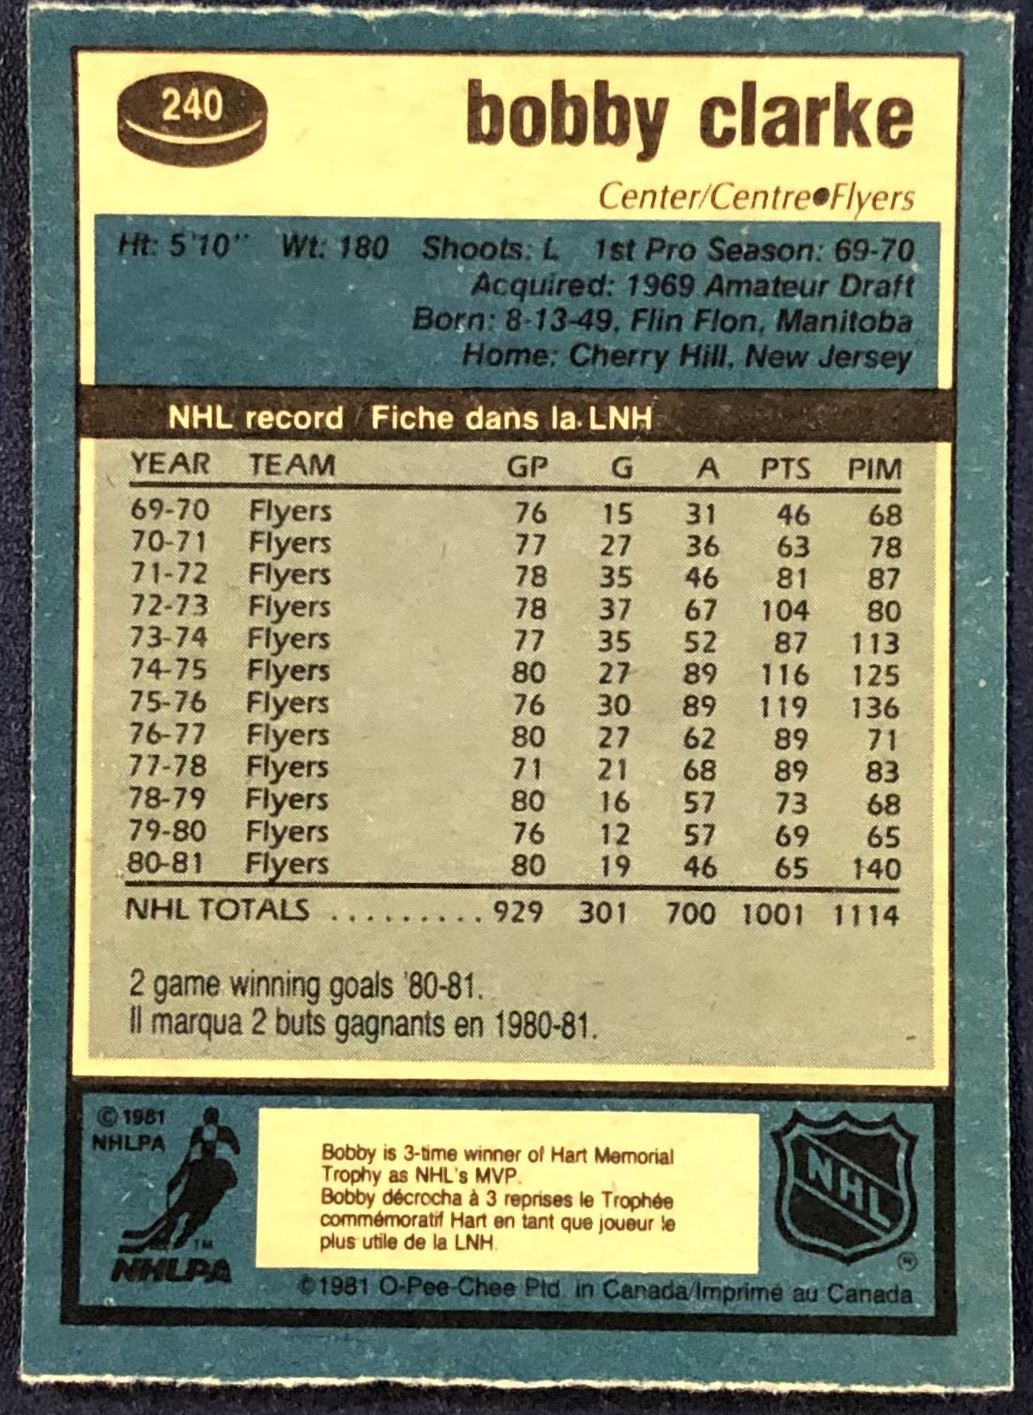 240
bobby clarke
Center/Centre●Flyers
Ht: 5'10" Wt: 180 Shoots: L 1st Pro Season: 69-70
Acquired: 1969 Amateur Draft
Born: 8-13-49, Flin Flon, Manitoba
Home: Cherry Hill, New Jersey
NHL record / Fiche dans la LNH
YEAR TEAM GP G A PTS PIM
69-70 Flyers 76 15 31 46 68
70-71 Flyers 77 27 36 63 78
71-72 Flyers 78 35 46 81 87
72-73 Flyers 78 37 67 104 80
73-74 Flyers 77 35 52 87 113
74-75 Flyers 80 27 89 116 125
75-76 Flyers 76 30 89 119 136
76-77 Flyers 80 27 62 89 71
77-78 Flyers 71 21 68 89 83
78-79 Flyers 80 16 57 73 68
79-80 Flyers 76 12 57 69 65
80-81 Flyers 80 19 46 65 140
NHL TOTALS ......... 929 301 700 1001 1114
2 game winning goals '80-81.
Il marqua 2 buts gagnants en 1980-81.
© 1981
NHLPA
TM
NHLPA
Bobby is 3-time winner of Hart Memorial
Trophy as NHL's MVP.
Bobby décrocha à 3 reprises le Trophée
commémoratif Hart en tant que joueur le
plus utile de la LNH.
NHL
®
©1981 O-Pee-Chee Ptd. in Canada/Imprimé au Canada